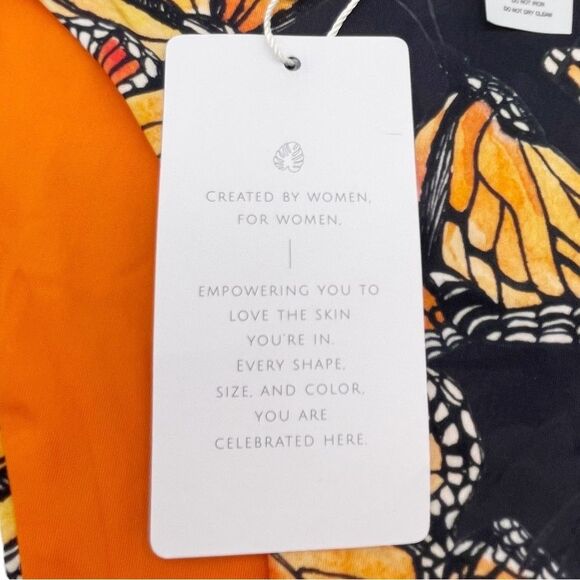 DO NOT IRON
DO NOT DRY CLEAN
CREATED BY WOMEN,
FOR WOMEN.
EMPOWERING YOU TO
LOVE THE SKIN
YOU'RE IN.
EVERY SHAPE,
SIZE, AND COLOR,
YOU ARE
CELEBRATED HERE.